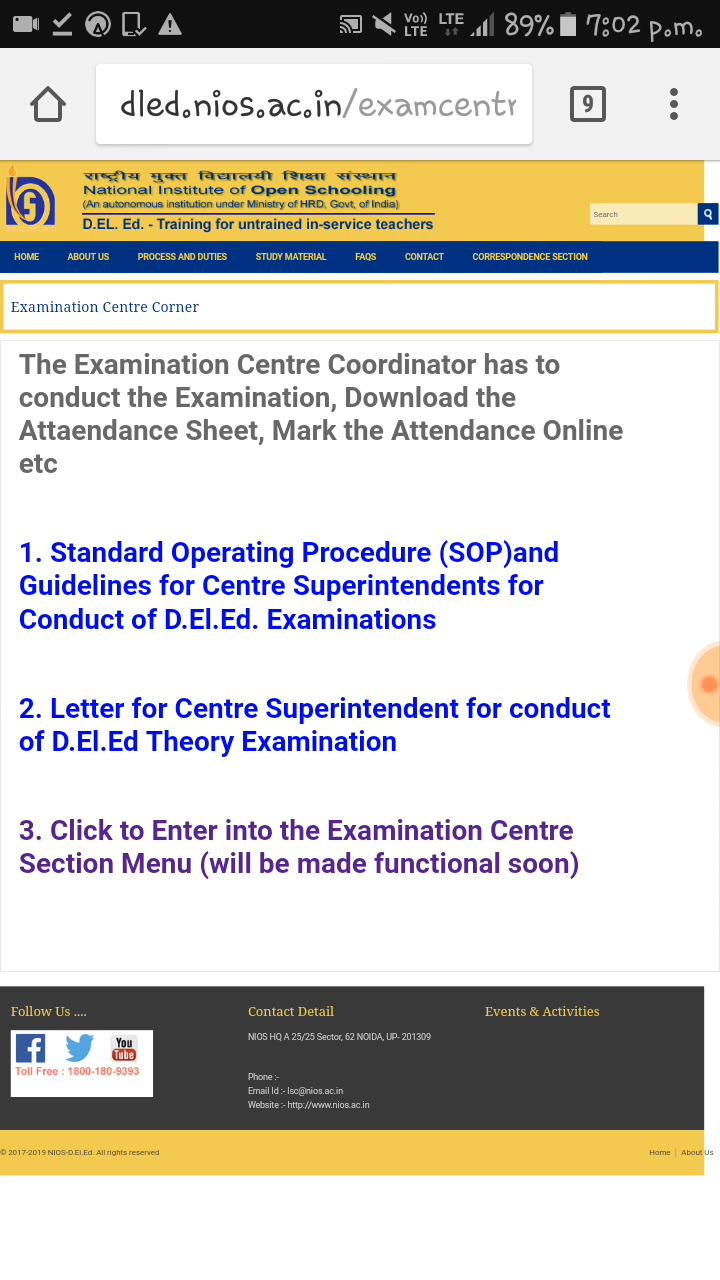 Vo)) LTE
LTE
89%
7:02 p.m.
dled.nios.ac.in/examcentr
9
राष्ट्रीय मुक्त विद्यालयी शिक्षा संस्थान
National Institute of Open Schooling
(An autonomous institution under Ministry of HRD, Govt. of India)
D.EL. Ed. - Training for untrained in-service teachers
Search
HOME ABOUT US PROCESS AND DUTIES STUDY MATERIAL FAQS CONTACT CORRESPONDENCE SECTION
Examination Centre Corner
The Examination Centre Coordinator has to
conduct the Examination, Download the
Attaendance Sheet, Mark the Attendance Online
etc
1. Standard Operating Procedure (SOP)and
Guidelines for Centre Superintendents for
Conduct of D.El.Ed. Examinations
2. Letter for Centre Superintendent for conduct
of D.El.Ed Theory Examination
3. Click to Enter into the Examination Centre
Section Menu (will be made functional soon)
Follow Us .... Contact Detail Events & Activities
You Tube
Toll Free : 1800-180-9393
NIOS HQ A 25/25 Sector, 62 NOIDA, UP- 201309
Phone :-
Email Id :- lsc@nios.ac.in
Website :- http://www.nios.ac.in
© 2017-2019 NIOS-D.El.Ed. All rights reserved
Home | About Us